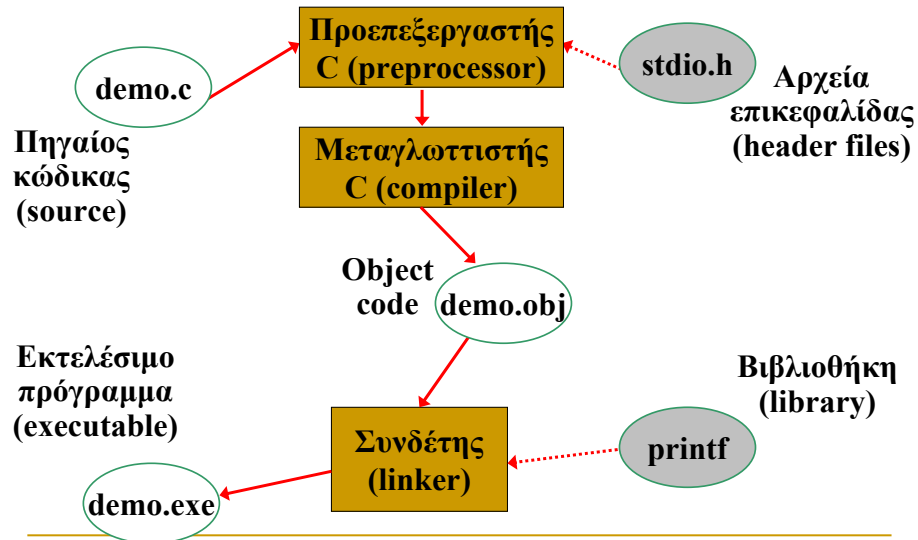 Προεπεξεργαστής
C (preprocessor)
stdio.h
demo.c
Αρχεία
επικεφαλίδας
(header files)
Πηγαίος
κώδικας
(source)
Μεταγλωττιστής
C (compiler)
Object
code
demo.obj
Εκτελέσιμο
πρόγραμμα
(executable)
Βιβλιοθήκη
(library)
Συνδέτης
(linker)
printf
demo.exe